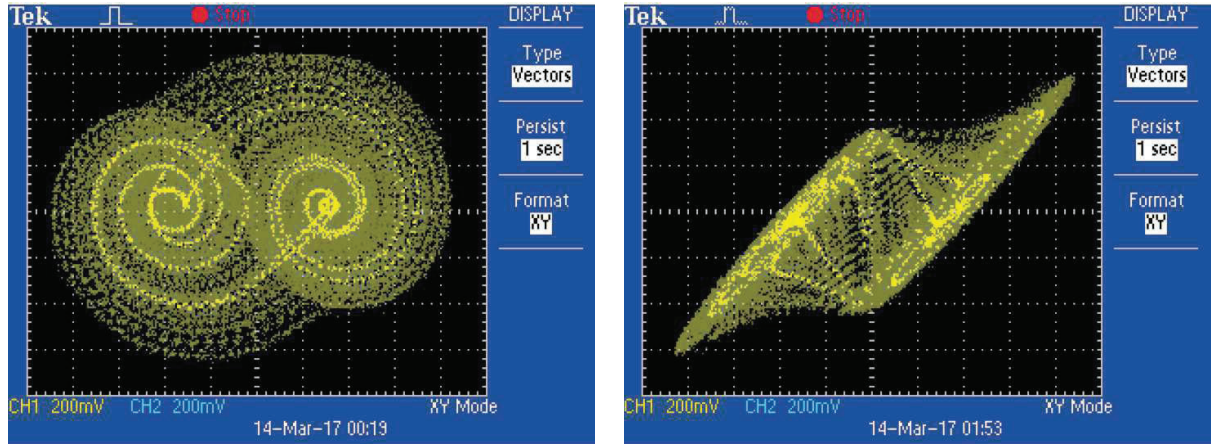 Tek
Stop
DISPLAY
Type
Vectors
Persist
1 sec
Format
XY
CH1 200mV
CH2 200mV
XY Mode
14-Mar-17 00:19
Tek
Stop
DISPLAY
Type
Vectors
Persist
1 sec
Format
XY
CH1 200mV
CH2 200mV
XY Mode
14-Mar-17 01:53